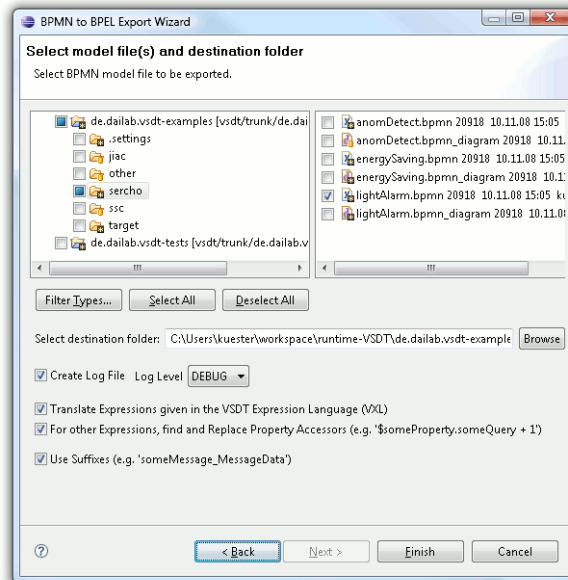 BPMN to BPEL Export Wizard
Select model file(s) and destination folder
Select BPMN model file to be exported.
de.dailab.vsdt-examples [vsdt/trunk/de.dai
.settings
jiac
other
sercho
ssc
target
de.dailab.vsdt-tests [vsdt/trunk/de.dailab.v
anomDetect.bpmn 20918 10.11.08 15:05
anomDetect.bpmn_diagram 20918 10.11.
energySaving.bpmn 20918 10.11.08 15:05
energySaving.bpmn_diagram 20918 10.1
lightAlarm.bpmn 20918 10.11.08 15:05 ku
lightAlarm.bpmn_diagram 20918 10.11.0
Filter Types... Select All Deselect All
Select destination folder: C:\Users\kuester\workspace\runtime-VSDT\de.dailab.vsdt-example Browse
Create Log File Log Level DEBUG
Translate Expressions given in the VSDT Expression Language (VXL)
For other Expressions, find and Replace Property Accessors (e.g. '$someProperty.someQuery + 1')
Use Suffixes (e.g. 'someMessage_MessageData')
? < Back Next > Finish Cancel